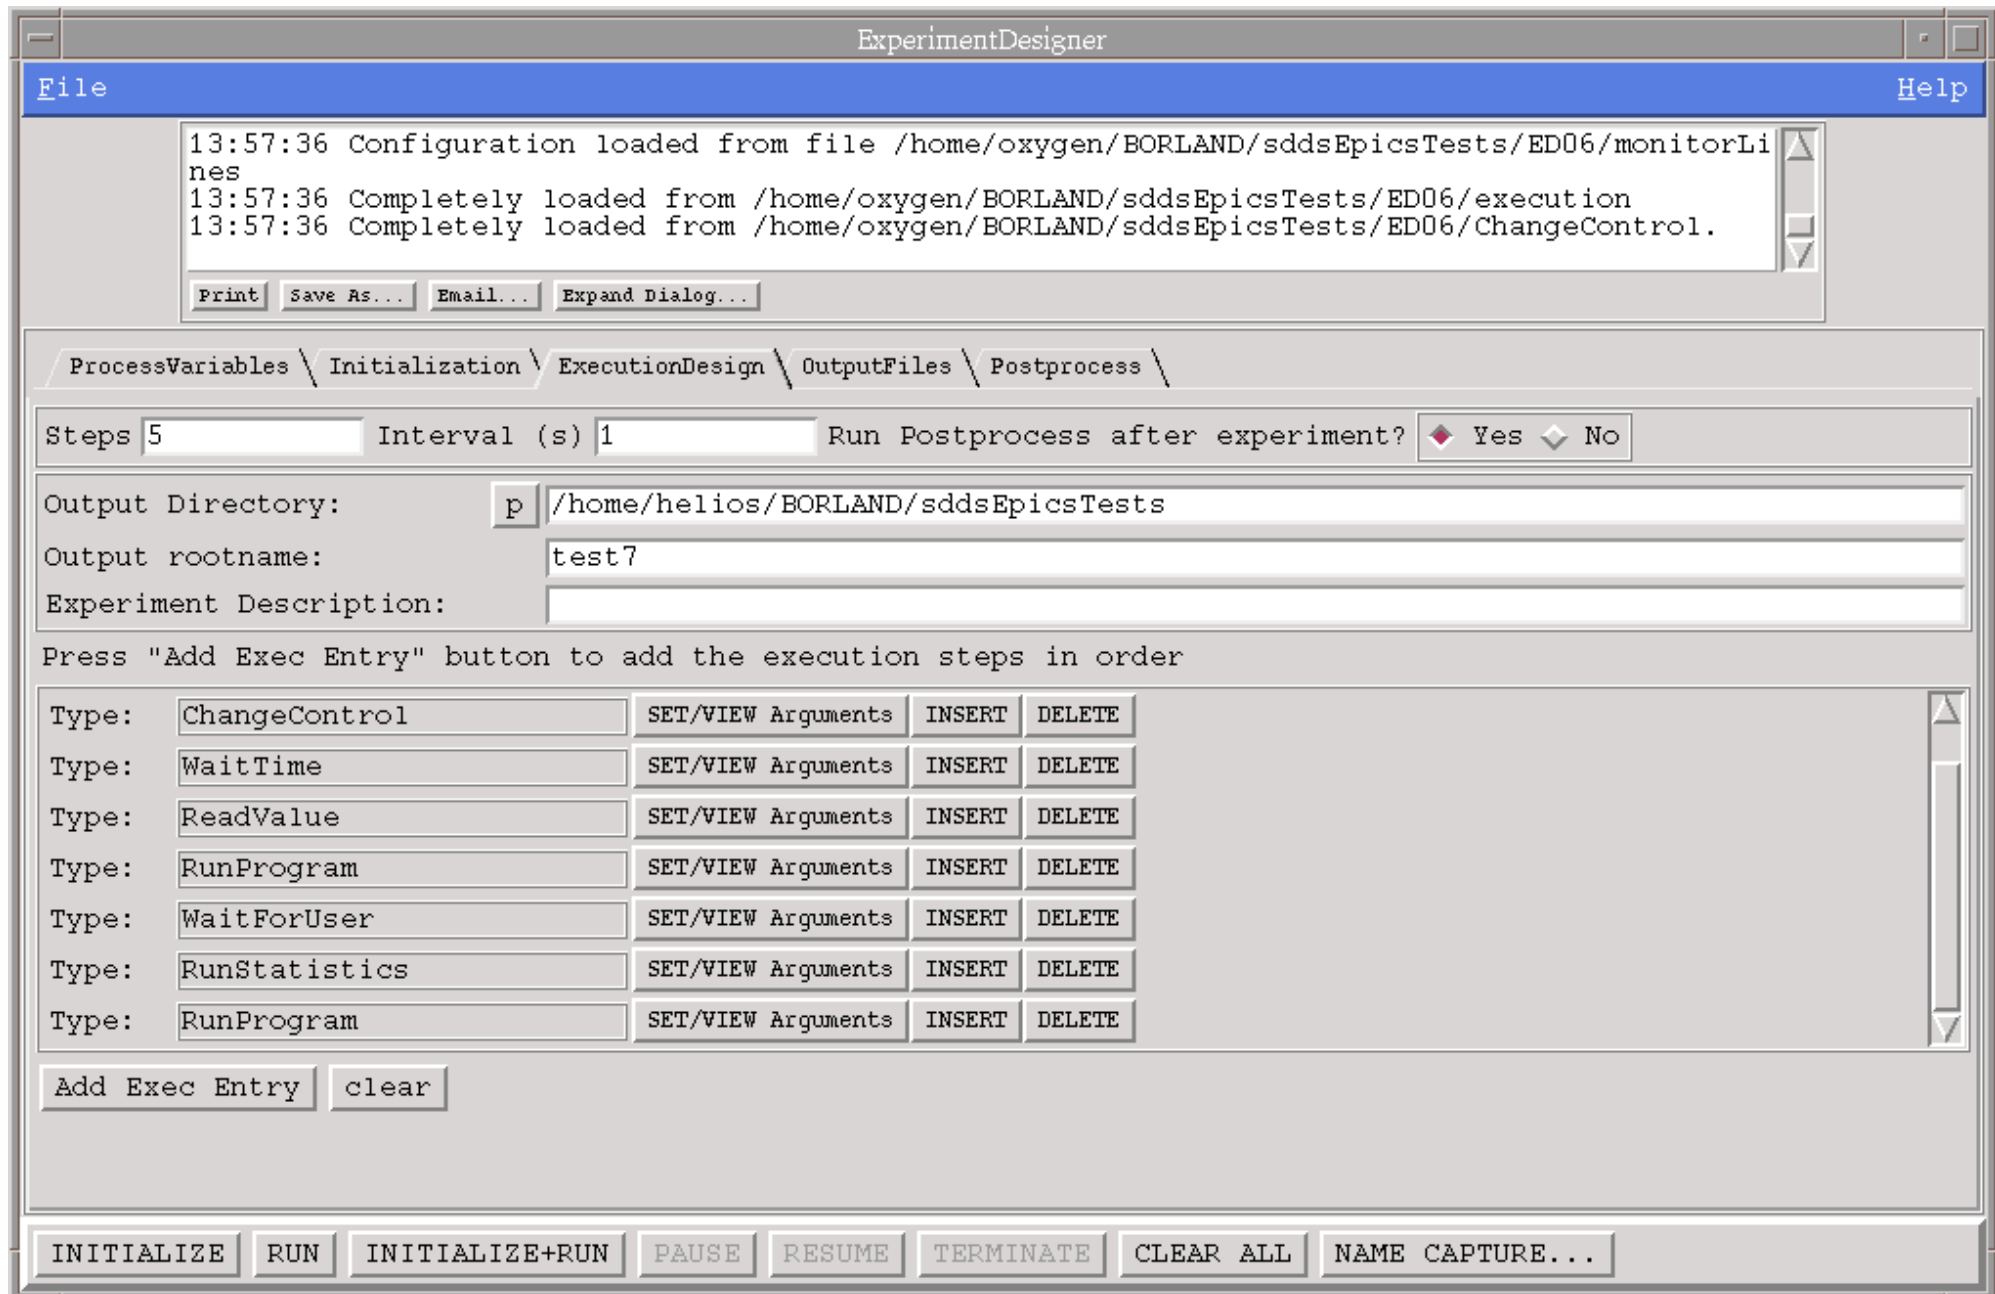 ExperimentDesigner
File Help
13:57:36 Configuration loaded from file /home/oxygen/BORLAND/sddsEpicsTests/ED06/monitorLi
nes
13:57:36 Completely loaded from /home/oxygen/BORLAND/sddsEpicsTests/ED06/execution
13:57:36 Completely loaded from /home/oxygen/BORLAND/sddsEpicsTests/ED06/ChangeControl.
Print Save As... Email... Expand Dialog...
ProcessVariables Initialization ExecutionDesign OutputFiles Postprocess
Steps 5 Interval (s) 1 Run Postprocess after experiment? Yes No
Output Directory: p /home/helios/BORLAND/sddsEpicsTests
Output rootname: test7
Experiment Description:
Press "Add Exec Entry" button to add the execution steps in order
Type: ChangeControl SET/VIEW Arguments INSERT DELETE
Type: WaitTime SET/VIEW Arguments INSERT DELETE
Type: ReadValue SET/VIEW Arguments INSERT DELETE
Type: RunProgram SET/VIEW Arguments INSERT DELETE
Type: WaitForUser SET/VIEW Arguments INSERT DELETE
Type: RunStatistics SET/VIEW Arguments INSERT DELETE
Type: RunProgram SET/VIEW Arguments INSERT DELETE
Add Exec Entry clear
INITIALIZE RUN INITIALIZE+RUN PAUSE RESUME TERMINATE CLEAR ALL NAME CAPTURE...